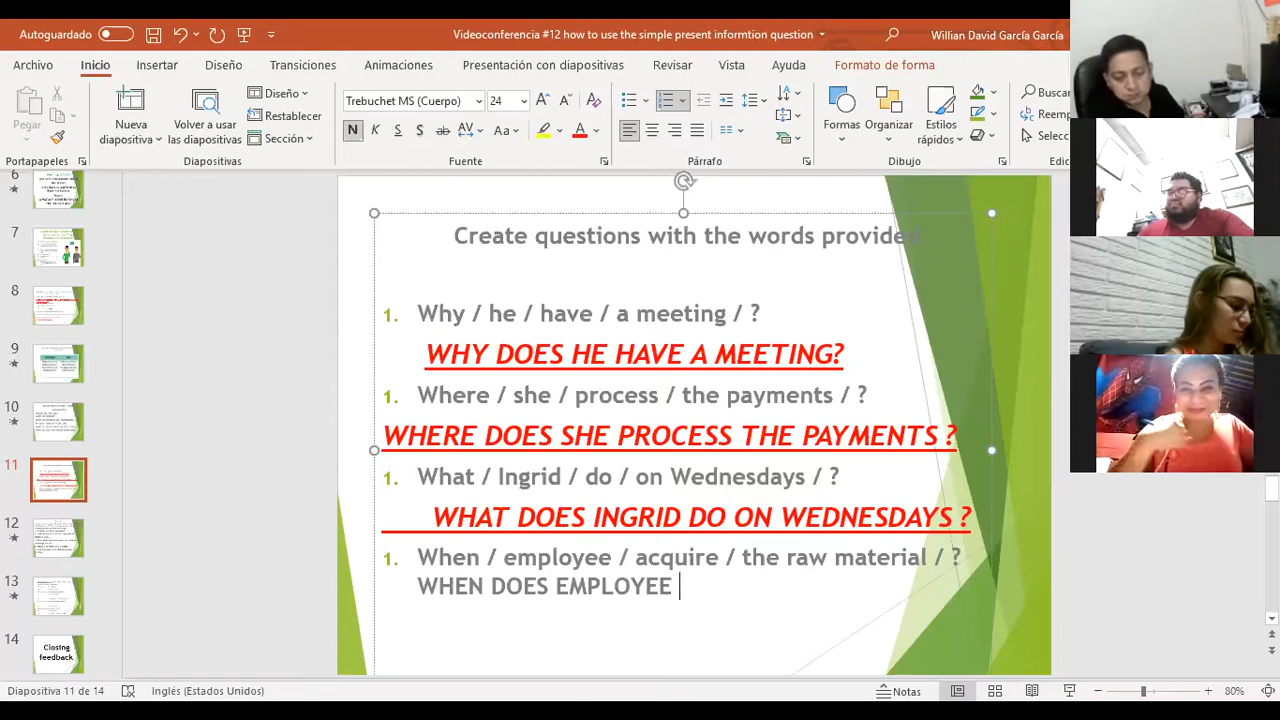 Autoguardado
Videoconferencia #12 how to use the simple present informtion question
Willian David García García
Archivo
Inicio
Insertar
Diseño
Transiciones
Animaciones
Presentación con diapositivas
Revisar
Vista
Ayuda
Formato de forma
Pegar
Nueva diapositiva
Volver a usar las diapositivas
Diseño
Restablecer
Sección
Trebuchet MS (Cuerpo)
24
N K S S ab AV Aa
Formas
Organizar
Estilos rápidos
Buscar
Reemp
Selecc
Portapapeles
Diapositivas
Fuente
Párrafo
Dibujo
6
7
8
9
10
11
12
13
14
Closing
feedback
Create questions with the words provide
1. Why / he / have / a meeting / ?
WHY DOES HE HAVE A MEETING?
1. Where / she / process / the payments / ?
WHERE DOES SHE PROCESS THE PAYMENTS ?
1. What / Ingrid / do / on Wednesdays / ?
WHAT DOES INGRID DO ON WEDNESDAYS ?
1. When / employee / acquire / the raw material / ?
WHEN DOES EMPLOYEE
Diapositiva 11 de 14
Inglés (Estados Unidos)
Notas
80%